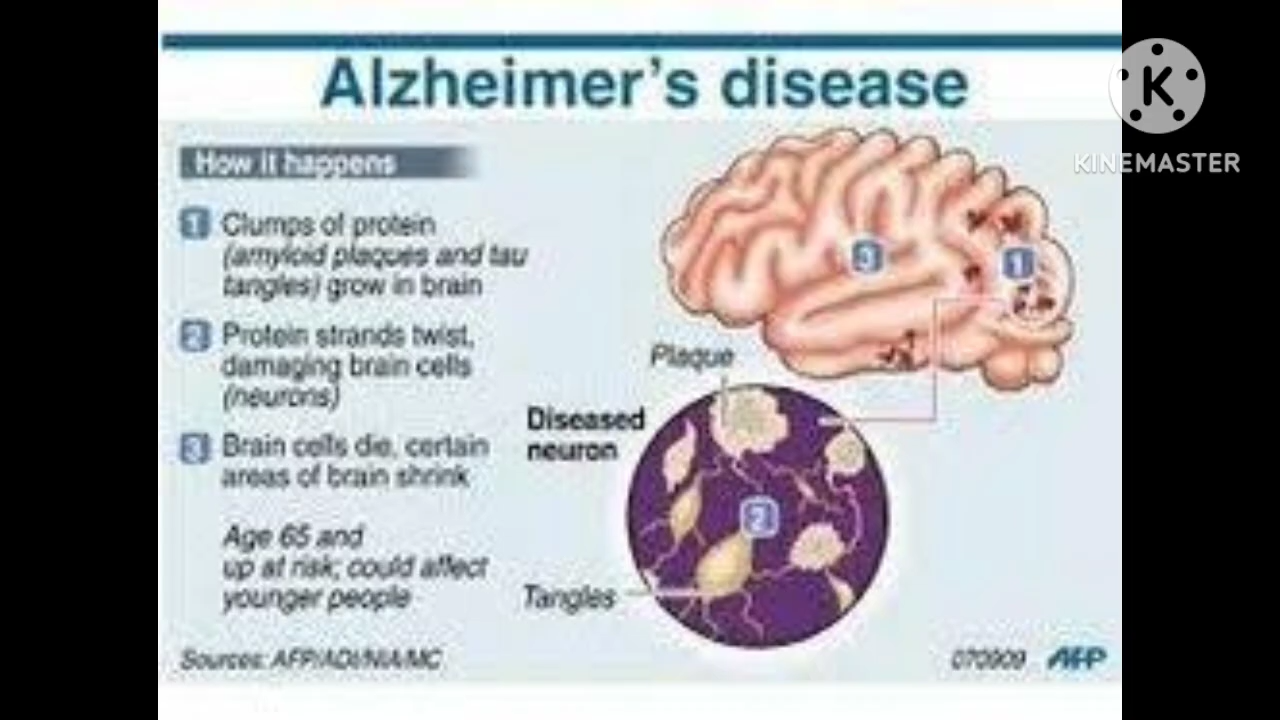 Alzheimer's disease
KINEMASTER
How it happens
1 Clumps of protein
(amyloid plaques and tau
tangles) grow in brain
2 Protein strands twist,
damaging brain cells
(neurons)
3 Brain cells die, certain
areas of brain shrink
Age 65 and
up at risk; could affect
younger people
Sources: AFP/ADI/NIA/MC
3
1
Plaque
Diseased
neuron
2
Tangles
070909 AFP